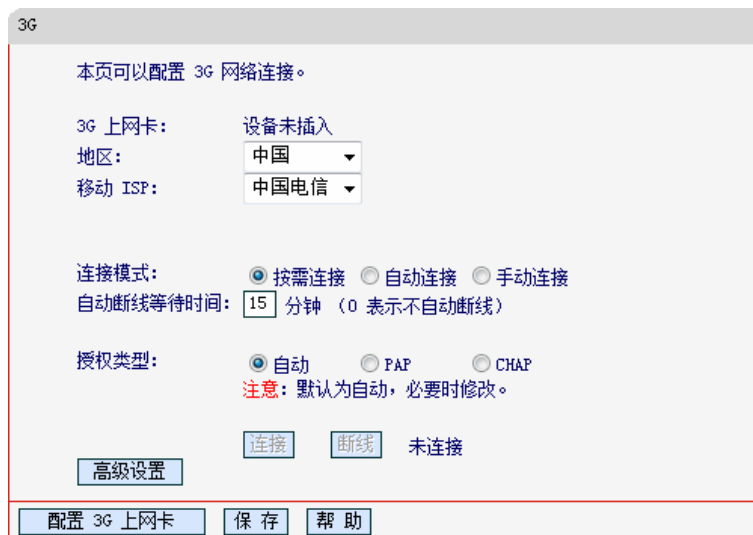 3G
本页可以配置 3G 网络连接。
3G 上网卡： 设备未插入
地区： 中国
移动 ISP： 中国电信
连接模式： 按需连接 自动连接 手动连接
自动断线等待时间： 15 分钟 （0 表示不自动断线）
授权类型： 自动 PAP CHAP
注意：默认为自动，必要时修改。
连接 断线 未连接
高级设置
配置 3G 上网卡 保存 帮助